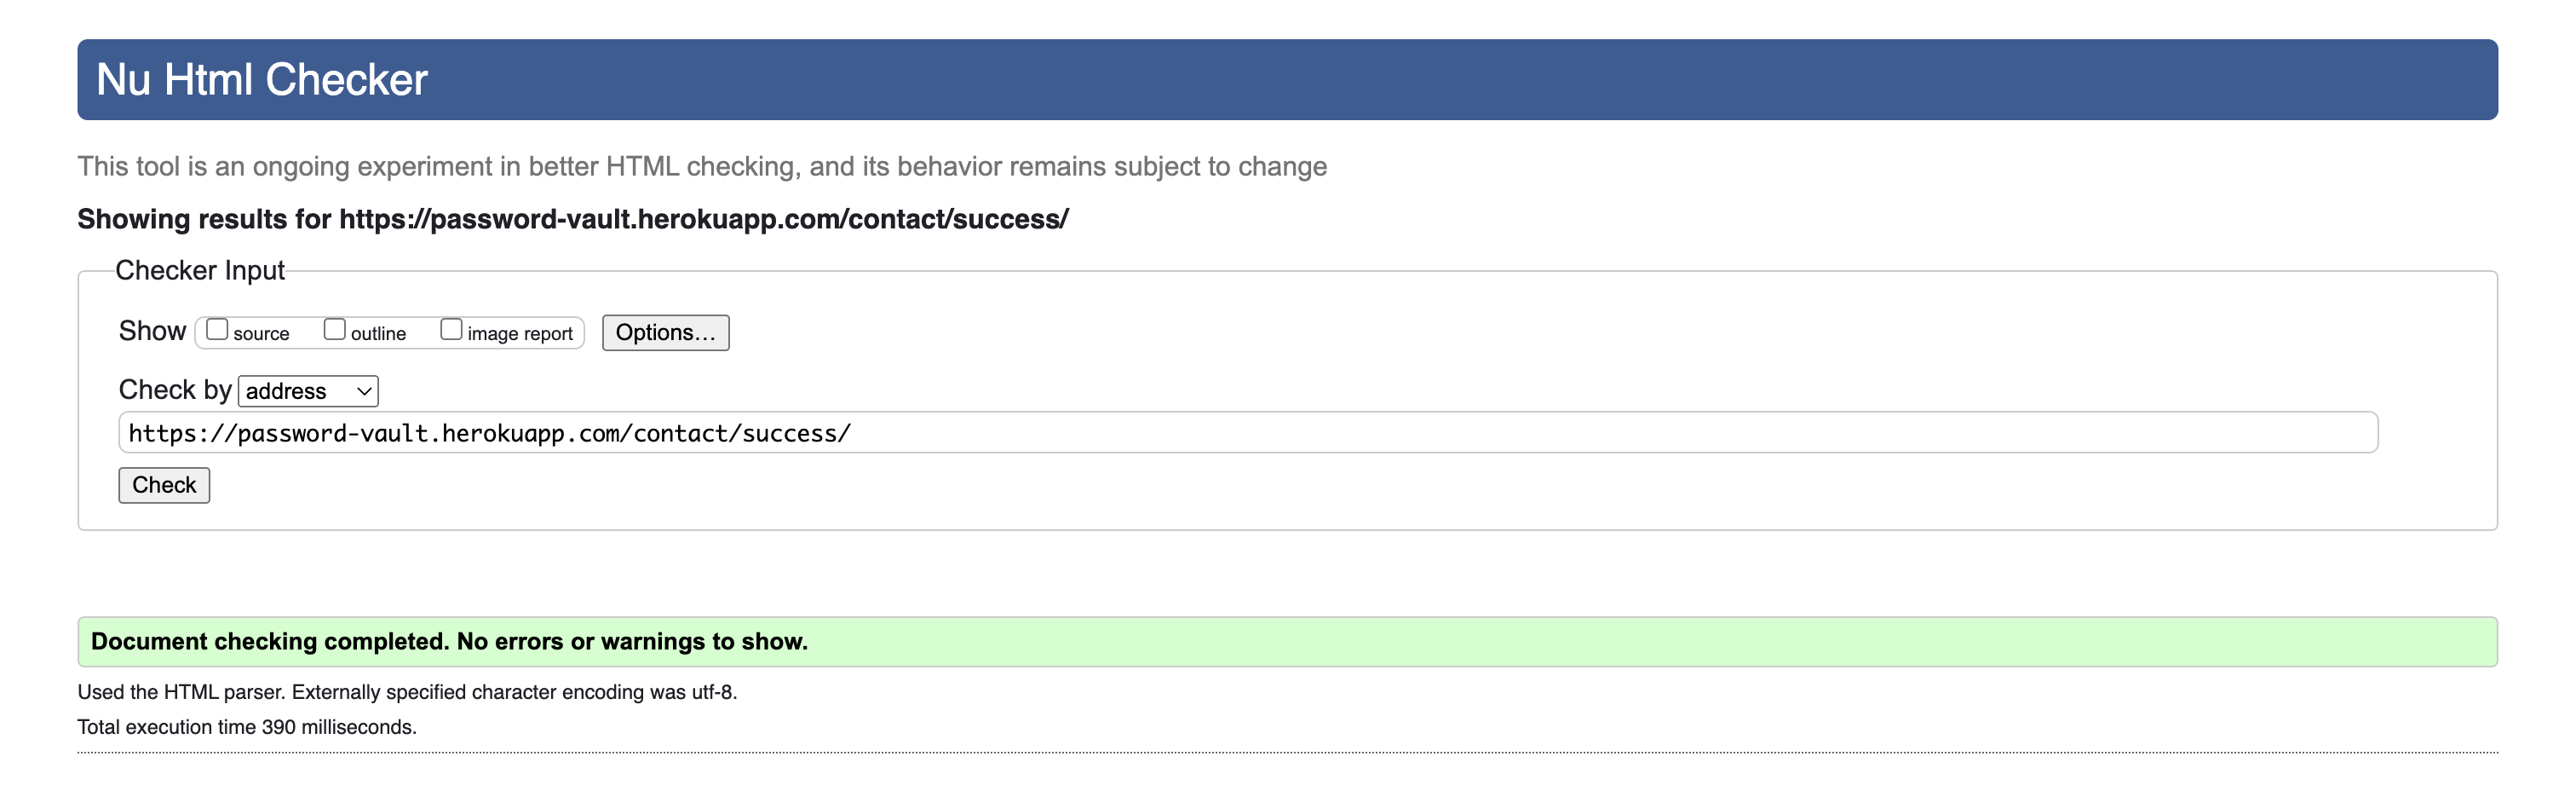 Nu Html Checker
This tool is an ongoing experiment in better HTML checking, and its behavior remains subject to change
Showing results for https://password-vault.herokuapp.com/contact/success/
Checker Input
Show source outline image report Options...
Check by address
https://password-vault.herokuapp.com/contact/success/
Check
Document checking completed. No errors or warnings to show.
Used the HTML parser. Externally specified character encoding was utf-8.
Total execution time 390 milliseconds.